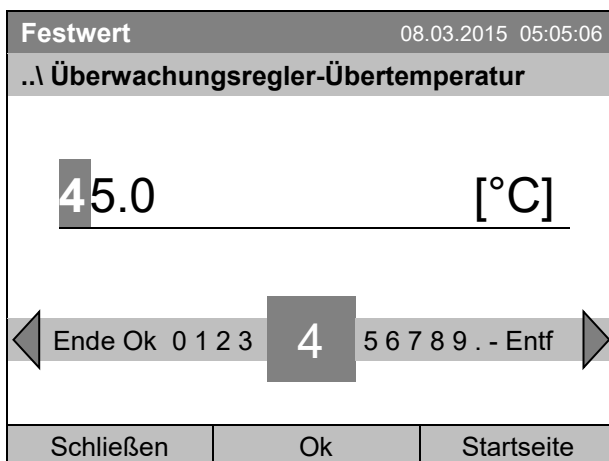 Festwert 08.03.2015 05:05:06
..\ Überwachungsregler-Übertemperatur
45.0 [°C]
Ende Ok 0 1 2 3 4 5 6 7 8 9 . - Entf
Schließen Ok Startseite